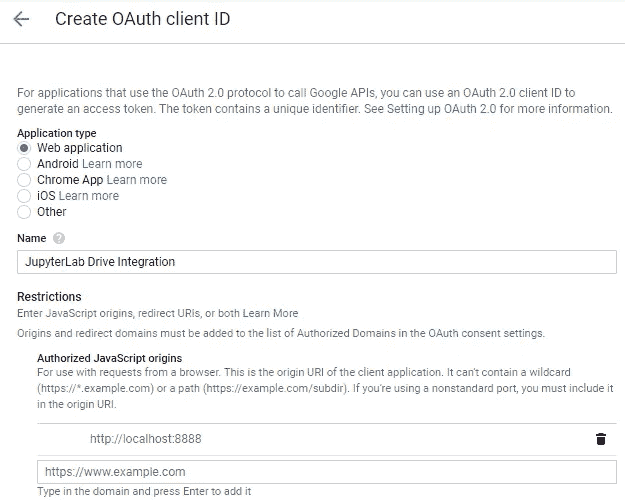 Create OAuth client ID
For applications that use the OAuth 2.0 protocol to call Google APIs, you can use an OAuth 2.0 client ID to
generate an access token. The token contains a unique identifier. See Setting up OAuth 2.0 for more information.
Application type
Web application
Android Learn more
Chrome App Learn more
iOS Learn more
Other
Name ?
JupyterLab Drive Integration
Restrictions
Enter JavaScript origins, redirect URIs, or both Learn More
Origins and redirect domains must be added to the list of Authorized Domains in the OAuth consent settings.
Authorized JavaScript origins
For use with requests from a browser. This is the origin URI of the client application. It can't contain a wildcard
(https://*.example.com) or a path (https://example.com/subdir). If you're using a nonstandard port, you must include it
in the origin URI.
http://localhost:8888
https://www.example.com
Type in the domain and press Enter to add it